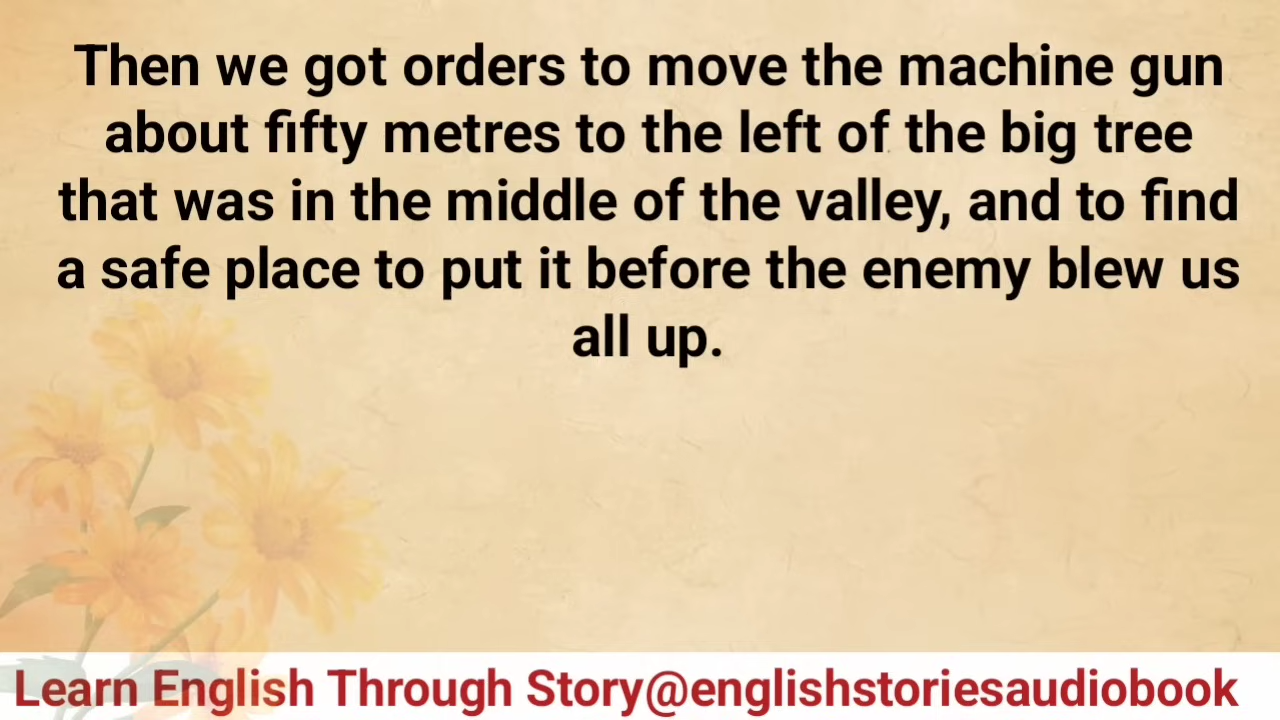 Then we got orders to move the machine gun
about fifty metres to the left of the big tree
that was in the middle of the valley, and to find
a safe place to put it before the enemy blew us
all up.
Learn English Through Story@englishstoriesaudiobook